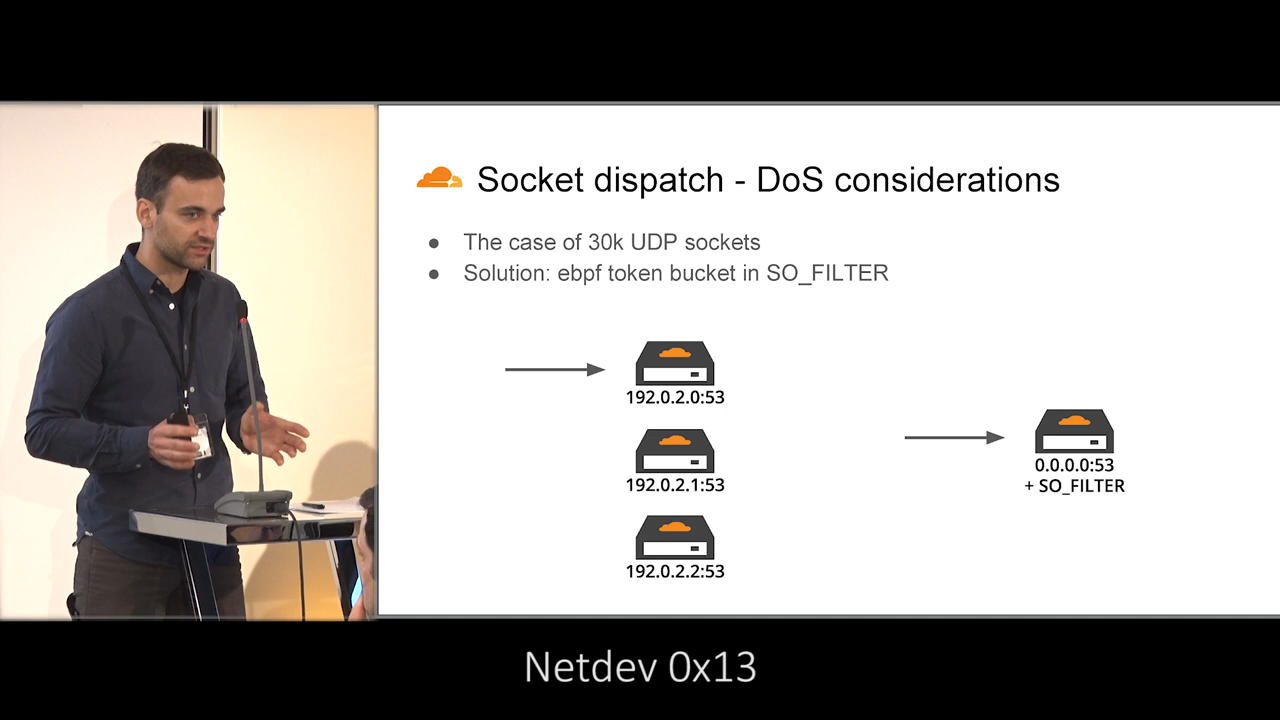 Socket dispatch - DoS considerations
● The case of 30k UDP sockets
● Solution: ebpf token bucket in SO_FILTER
192.0.2.0:53
192.0.2.1:53
192.0.2.2:53
0.0.0.0:53
+ SO_FILTER
Netdev 0x13